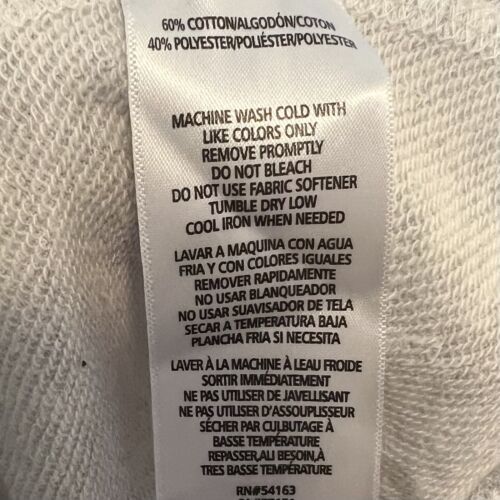 60% COTTON/ALGODÓN/COTON
40% POLYESTER/POLIÉSTER/POLYESTER
MACHINE WASH COLD WITH
LIKE COLORS ONLY
REMOVE PROMPTLY
DO NOT BLEACH
DO NOT USE FABRIC SOFTENER
TUMBLE DRY LOW
COOL IRON WHEN NEEDED
LAVAR A MAQUINA CON AGUA
FRIA Y CON COLORES IGUALES
REMOVER RAPIDAMENTE
NO USAR BLANQUEADOR
NO USAR SUAVISADOR DE TELA
SECAR A TEMPERATURA BAJA
PLANCHA FRIA SI NECESITA
LAVER À LA MACHINE À LEAU FROIDE
SORTIR IMMÉDIATEMENT
NE PAS UTILISER DE JAVELLISANT
NE PAS UTILISER D'ASSOUPLISSEUR
SÉCHER PAR CULBUTAGE À
BASSE TEMPÉRATURE
REPASSER,ALI BESOIN,À
TRES BASSE TEMPÉRATURE
RN#54163